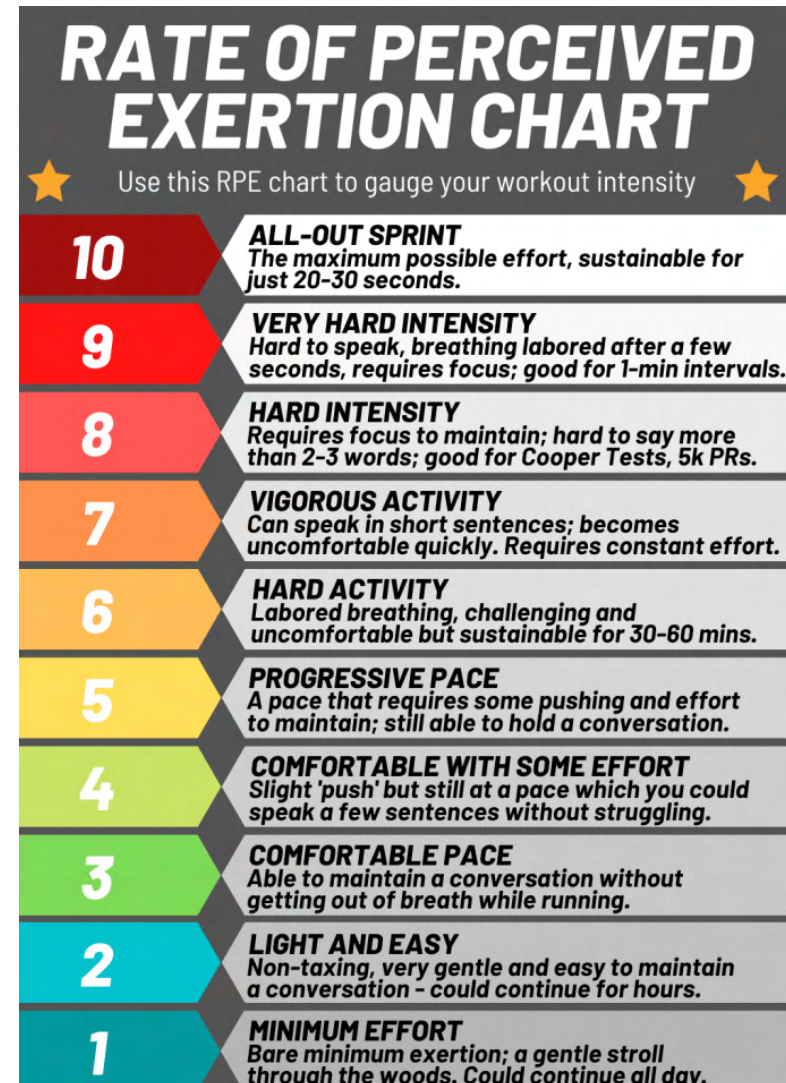 RATE OF PERCEIVED
EXERTION CHART
Use this RPE chart to gauge your workout intensity
10
ALL-OUT SPRINT
The maximum possible effort, sustainable for
just 20-30 seconds.
9
VERY HARD INTENSITY
Hard to speak, breathing labored after a few
seconds, requires focus; good for 1-min intervals.
8
HARD INTENSITY
Requires focus to maintain; hard to say more
than 2-3 words; good for Cooper Tests, 5k PRs.
7
VIGOROUS ACTIVITY
Can speak in short sentences; becomes
uncomfortable quickly. Requires constant effort.
6
HARD ACTIVITY
Labored breathing, challenging and
uncomfortable but sustainable for 30-60 mins.
5
PROGRESSIVE PACE
A pace that requires some pushing and effort
to maintain; still able to hold a conversation.
4
COMFORTABLE WITH SOME EFFORT
Slight 'push' but still at a pace which you could
speak a few sentences without struggling.
3
COMFORTABLE PACE
Able to maintain a conversation without
getting out of breath while running.
2
LIGHT AND EASY
Non-taxing, very gentle and easy to maintain
a conversation - could continue for hours.
1
MINIMUM EFFORT
Bare minimum exertion; a gentle stroll
through the woods. Could continue all day.